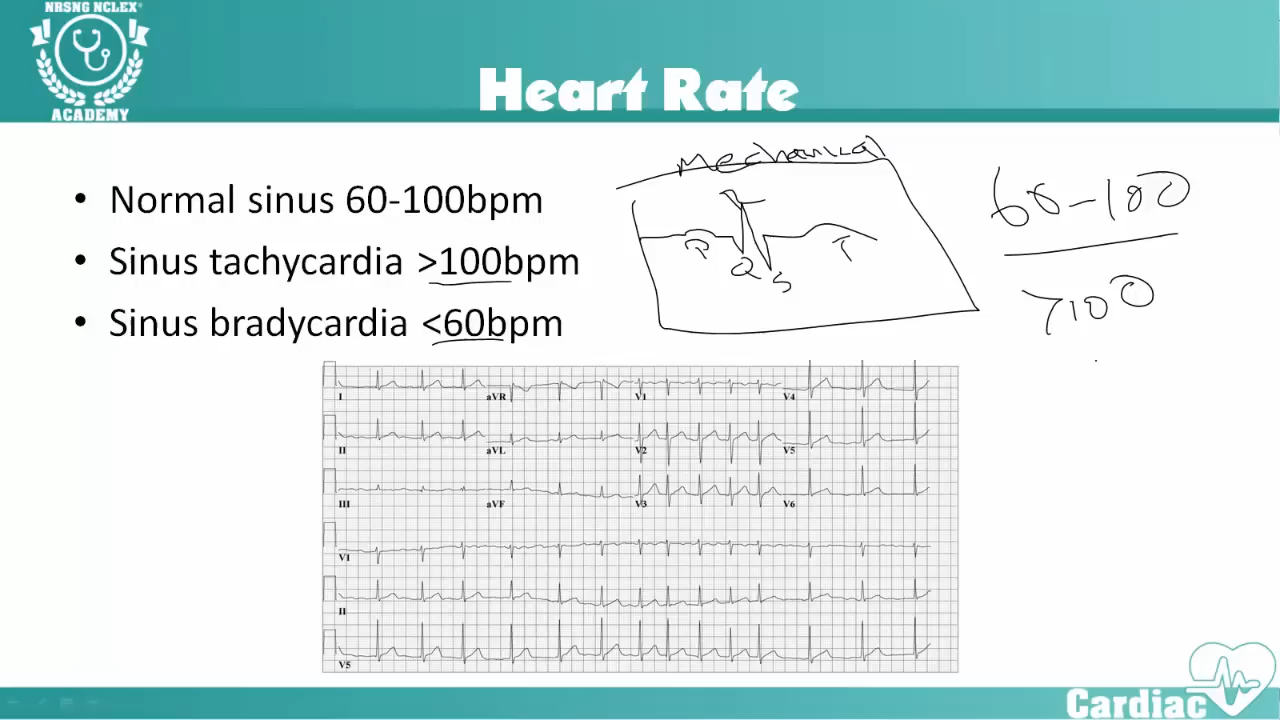 NRSNG NCLEX®
ACADEMY
Heart Rate
• Normal sinus 60-100bpm
• Sinus tachycardia >100bpm
• Sinus bradycardia <60bpm
Mechanical
R
P
Q
S
T
60-100
>100
I aVR V1 V4
II aVL V2 V5
III aVF V3 V6
V1
II
V5
Cardiac